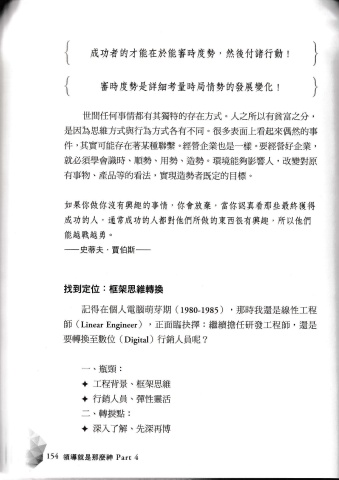 成功者的才能在於能審時度勢，然後付諸行動！
審時度勢是詳細考量時局情勢的發展變化！
世間任何事情都有其獨特的存在方式。人之所以有貧富之分，
是因為思維方式與行為方式各有不同。很多表面上看起來偶然的事
件，其實可能存在著某種聯繫。經營企業也是一樣。要經營好企業，
就必須學會識時、順勢、用勢、造勢。環境能夠影響人，改變對原
有事物、產品等的看法，實現造勢者既定的目標。
如果你做你沒有興趣的事情，你會放棄。當你認真看那些最終獲得
成功的人，通常成功的人都對他們所做的東西很有興趣，所以他們
能越戰越勇。
——史蒂夫．賈伯斯——
找到定位：框架思維轉換
記得在個人電腦萌芽期（1980-1985），那時我還是線性工程
師（Linear Engineer），正面臨抉擇：繼續擔任研發工程師，還是
要轉換至數位（Digital）行銷人員呢？
一、瓶頸：
✦ 工程背景、框架思維
✦ 行銷人員、彈性靈活
二、轉捩點：
✦ 深入了解、先深再博
154 領導就是那麼神 Part 4